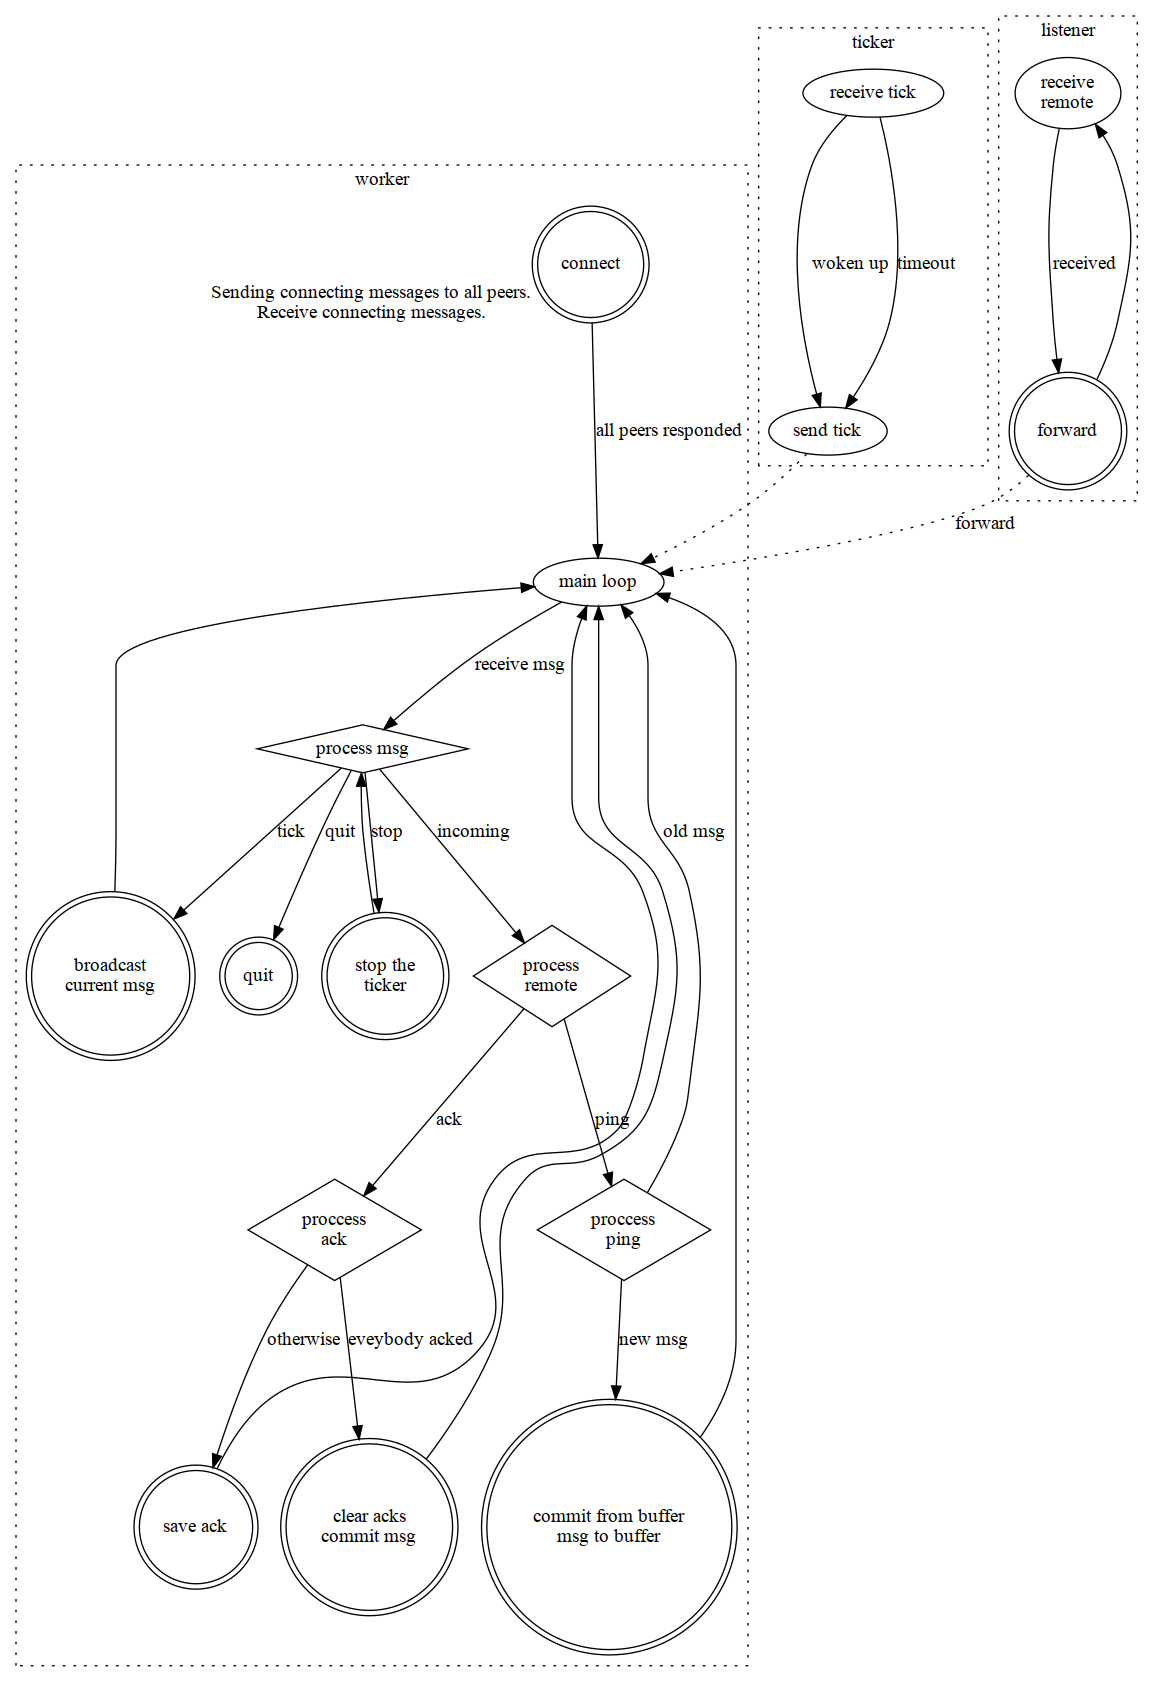 ticker
listener
receive tick
receive
remote
worker
connect
woken up
timeout
received
Sending connecting messages to all peers.
Receive connecting messages.
all peers responded
send tick
forward
forward
main loop
receive msg
process msg
tick
quit
stop
incoming
old msg
broadcast
current msg
quit
stop the
ticker
process
remote
ack
ping
proccess
ack
proccess
ping
otherwise
eveybody acked
new msg
save ack
clear acks
commit msg
commit from buffer
msg to buffer